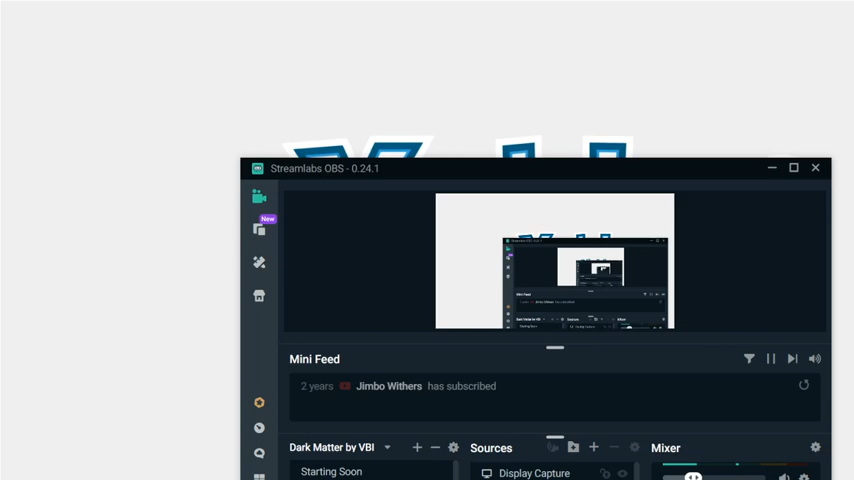 Streamlabs OBS - 0.24.1
New
Mini Feed
2 years Jimbo Withers has subscribed
Dark Matter by VBI
Sources
Mixer
Starting Soon
Display Capture